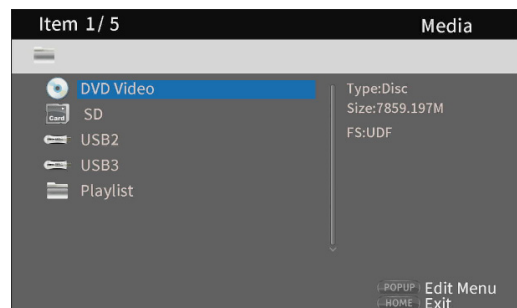 Item 1/ 5
Media
DVD Video
Card SD
USB2
USB3
Playlist
Type:Disc
Size:7859.197M
FS:UDF
POPUP Edit Menu
HOME Exit